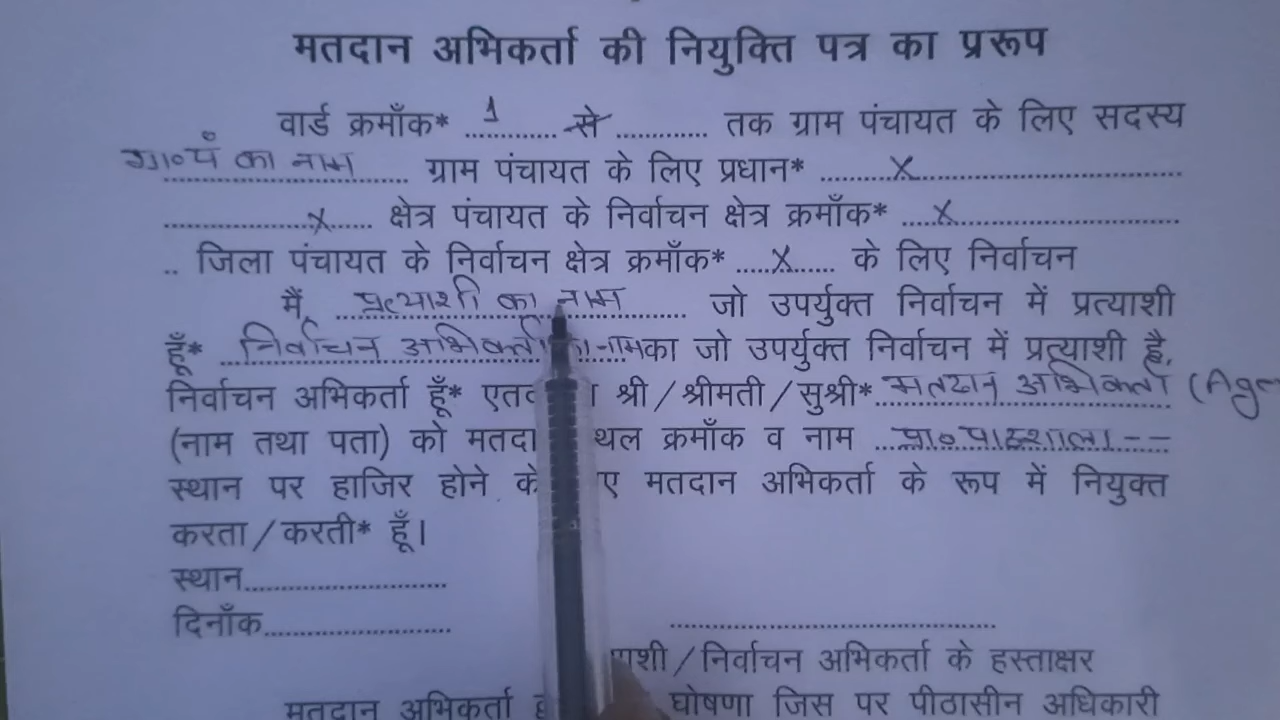 मतदान अभिकर्ता की नियुक्ति पत्र का प्ररूप
वार्ड क्रमाँक* ...1... से ............ तक ग्राम पंचायत के लिए सदस्य
ग्रा०पं० का नाम ग्राम पंचायत के लिए प्रधान* ........X........
........X...... क्षेत्र पंचायत के निर्वाचन क्षेत्र क्रमाँक* ....X........
.. जिला पंचायत के निर्वाचन क्षेत्र क्रमाँक* .....X...... के लिए निर्वाचन
मैं, प्रत्याशी का नाम ........ जो उपर्युक्त निर्वाचन में प्रत्याशी
हूँ* निर्वाचन अभिकर्ता नाम का जो उपर्युक्त निर्वाचन में प्रत्याशी है,
निर्वाचन अभिकर्ता हूँ* श्री / श्रीमती / सुश्री* मतदान अभिकर्ता
(नाम तथा पता) को क्रमाँक व नाम ...प्रा० पाठशाला--
स्थान पर हाजिर होने के मतदान अभिकर्ता के रूप में नियुक्त
करता / करती* हूँ।
स्थान........................
दिनाँक........................
/ निर्वाचन अभिकर्ता के हस्ताक्षर
मतदान अभिकर्ता घोषणा जिस पर पीठासीन अधिकारी